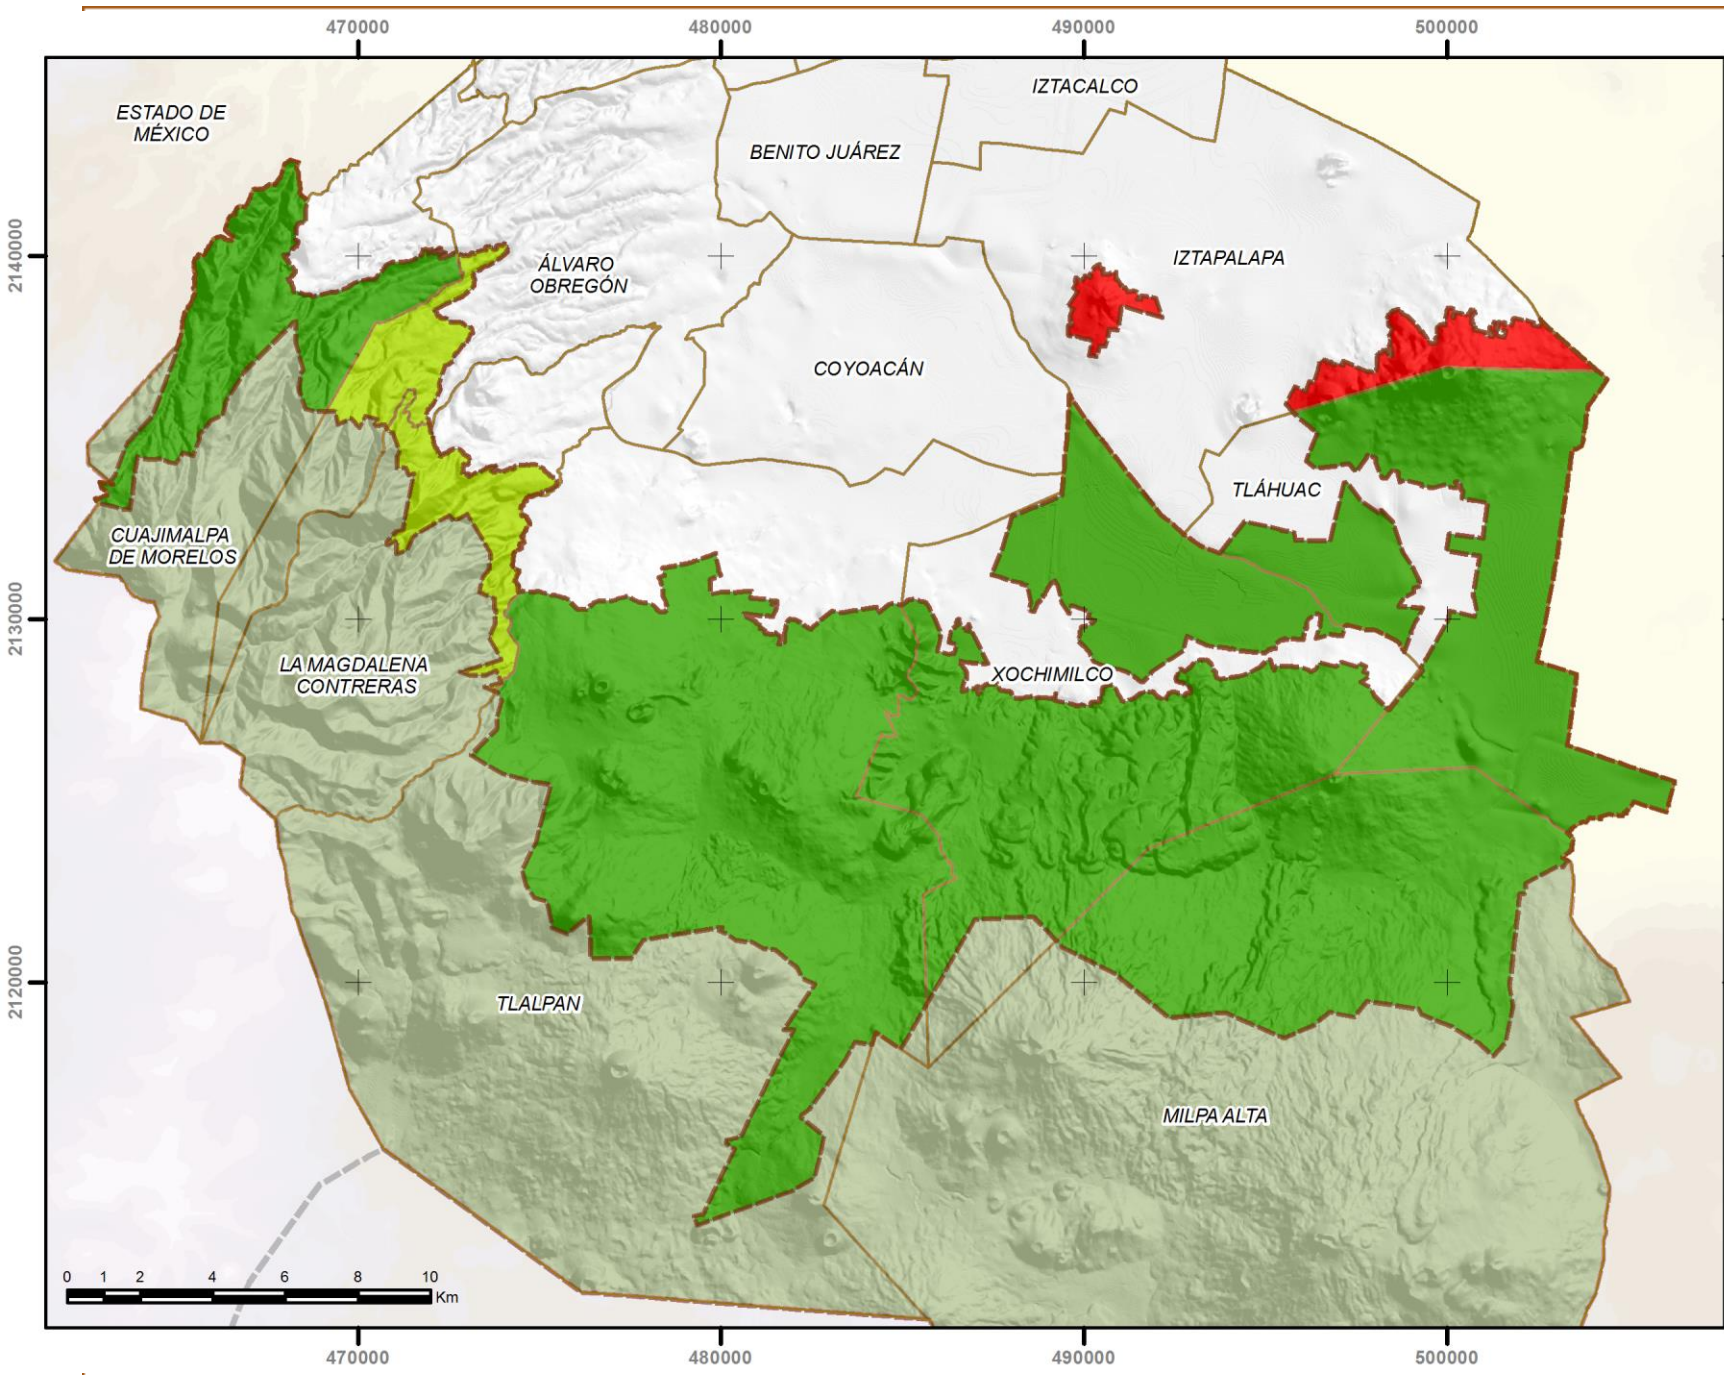 470000
480000
490000
500000
IZTACALCO
ESTADO DE
MÉXICO
BENITO JUÁREZ
2140000
IZTAPALAPA
ÁLVARO
OBREGÓN
COYOACÁN
TLÁHUAC
CUAJIMALPA
DE MORELOS
2130000
LA MAGDALENA
CONTRERAS
XOCHIMILCO
2120000
TLALPAN
MILPA ALTA
0 1 2 4 6 8 10
Km
470000
480000
490000
500000